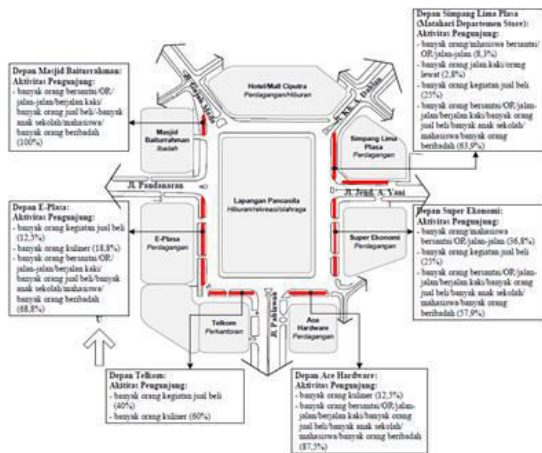 Depan Simpang Lima Plasa
(Matahari Departemen Store):
Aktivitas Pengunjung:
- banyak orang/mhasiswa bersantai/
OR/jalan-jalan (8,3%)
- banyak orang jalan kaki/orang
lewat (2,8%)
- banyak orang kegiatan jual beli
(25%)
- banyak orang bersantai/OR/jalan-
jalan/berjalan kaki/banyak orang
jual beli/banyak anak sekolah/
mahasiswa/banyak orang
beribadah (63,9%)
Depan Masjid Baiturrahman:
Aktivitas Pengunjung:
- banyak orang bersantai/OR/
jalan-jalan/berjalan kaki/
banyak orang jual beli/-banyak
anak sekolah/mahasiswa/
banyak orang beribadah
(100%)
Jl. Gajah Mada
Hotel/Mall Ciputra
Perdagangan/Hiburan
Jl. KH. A. Dahlan
Masjid
Baiturrahman
Ibadah
Simpang Lima
Plasa
Perdagangan
Jl. Pandanaran
Jl. Jend. A. Yani
Lapangan Pancasila
Hiburan/rekreasi/olahraga
Depan E-Plasa:
Aktivitas Pengunjung:
- banyak orang kegiatan jual beli
(12,5%)
- banyak orang kuliner (18,8%)
- banyak orang bersantai/OR/
jalan-jalan/berjalan kaki/
banyak orang jual beli/banyak
anak sekolah/mahasiswa/
banyak orang beribadah
(68,8%)
E-Plasa
Perdagangan
Super Ekonomi
Perdagangan
Depan Super Ekonomi:
Aktivitas Pengunjung:
- banyak orang/mahasiswa
bersantai/OR/jalan-jalan (36,8%)
- banyak orang kegiatan jual beli
(25%)
- banyak orang bersantai/OR/jalan-
jalan/berjalan kaki/banyak orang
jual beli/banyak anak sekolah/
mahasiswa/banyak orang
beribadah (57,9%)
U
Telkom
Perkantoran
Jl. Pahlawan
Ace
Hardware
Perdagangan
Depan Telkom:
Akititas Pengunjung:
- banyak orang kegiatan jual beli
(40%)
- banyak orang kuliner (60%)
Depan Ace Hardware:
Aktivitas Pengunjung:
- banyak orang kuliner (12,5%)
- banyak orang bersantai/OR/jalan-
jalan/berjalan kaki/banyak orang
jual beli/banyak anak sekolah/
mahasiswa/banyak orang beribadah
(87,5%)